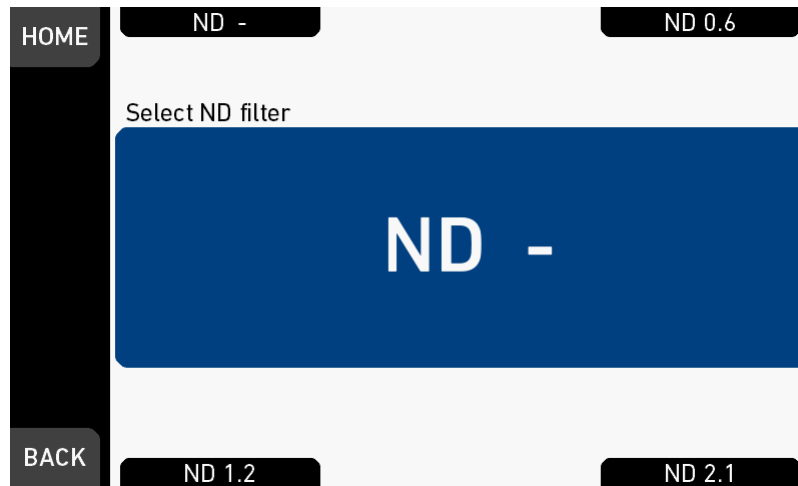 HOME
ND -
ND 0.6
Select ND filter
ND -
BACK
ND 1.2
ND 2.1